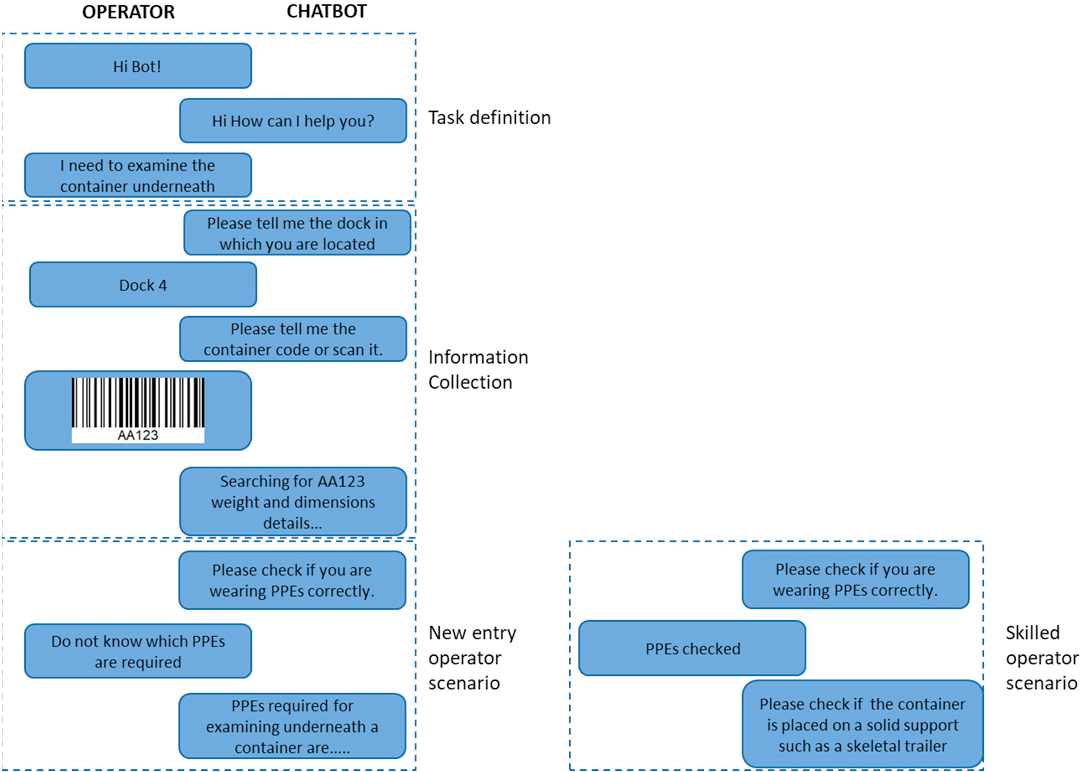 OPERATOR
CHATBOT
Hi Bot!
Hi How can I help you?
I need to examine the
container underneath
Task definition
Please tell me the dock in
which you are located
Dock 4
Please tell me the
container code or scan it.
AA123
Searching for AA123
weight and dimensions
details...
Information
Collection
Please check if you are
wearing PPEs correctly.
Do not know which PPEs
are required
PPEs required for
examining underneath a
container are.....
New entry
operator
scenario
Please check if you are
wearing PPEs correctly.
PPEs checked
Please check if  the container
is placed on a solid support
such as a skeletal trailer
Skilled
operator
scenario